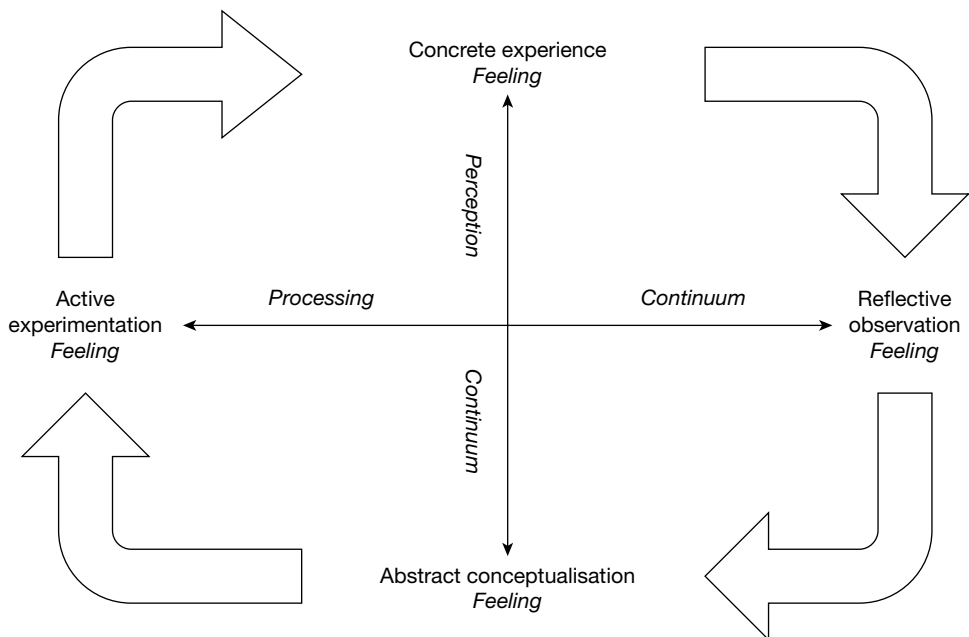 Concrete experience
Feeling
Perception
Active
experimentation
Feeling
Processing
Continuum
Reflective
observation
Feeling
Continuum
Abstract conceptualisation
Feeling